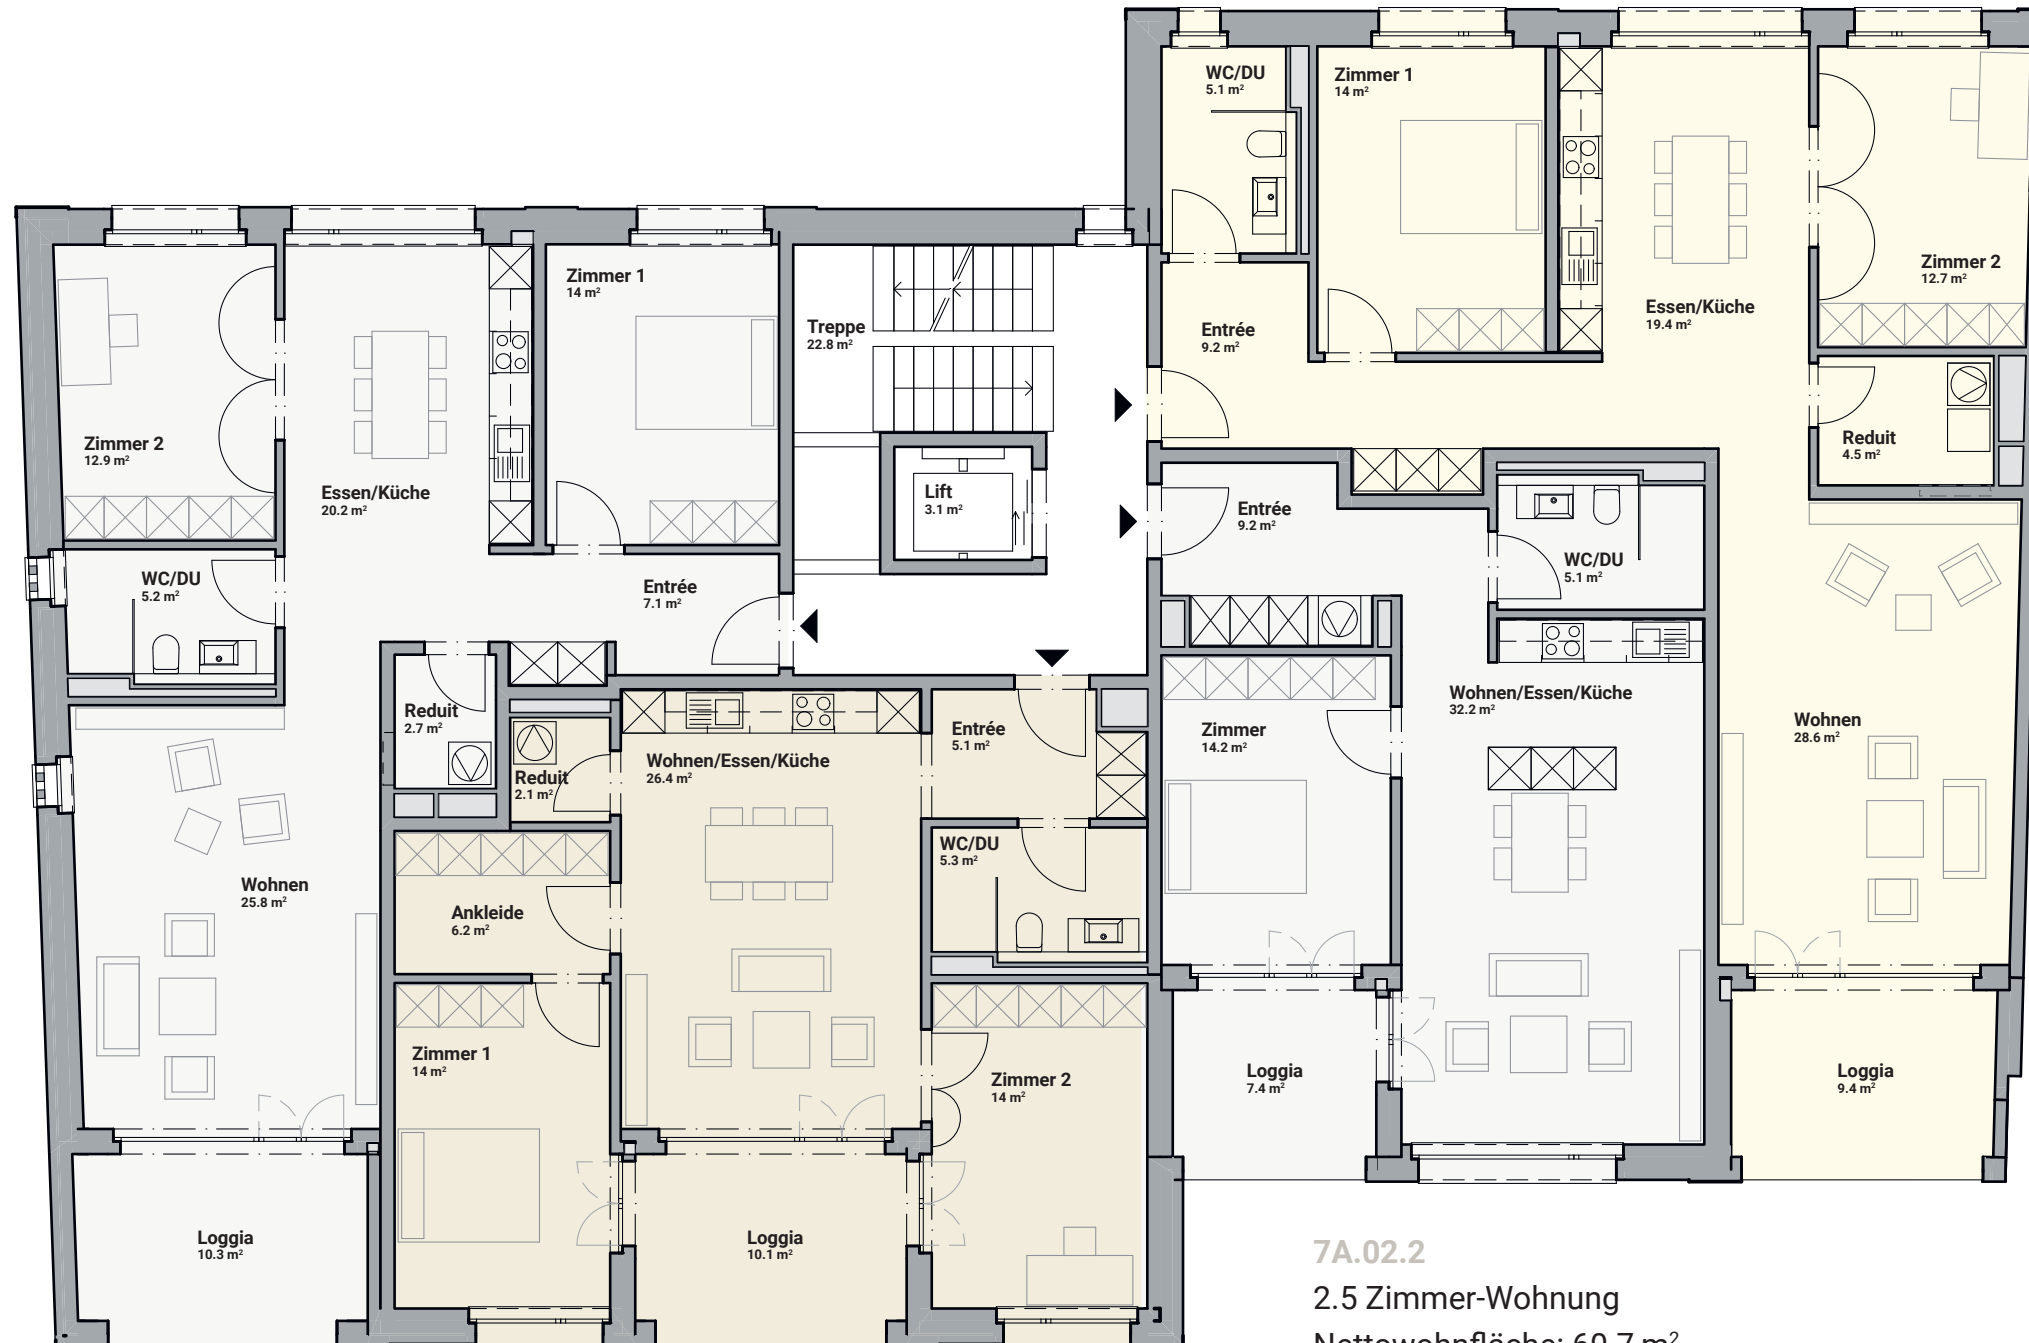 WC/DU
5.1 m²
Zimmer 1
14 m²
Zimmer 2
12.7 m²
Essen/Küche
19.4 m²
Entrée
9.2 m²
Reduit
4.5 m²
Zimmer 1
14 m²
Treppe
22.8 m²
Zimmer 2
12.9 m²
Essen/Küche
20.2 m²
Lift
3.1 m²
Entrée
9.2 m²
WC/DU
5.1 m²
WC/DU
5.2 m²
Entrée
7.1 m²
Reduit
2.7 m²
Reduit
2.1 m²
Wohnen/Essen/Küche
26.4 m²
Entrée
5.1 m²
Zimmer
14.2 m²
Wohnen/Essen/Küche
32.2 m²
Wohnen
28.6 m²
WC/DU
5.3 m²
Wohnen
25.8 m²
Ankleide
6.2 m²
Zimmer 1
14 m²
Zimmer 2
14 m²
Loggia
7.4 m²
Loggia
9.4 m²
Loggia
10.3 m²
Loggia
10.1 m²
7A.02.2
2.5 Zimmer-Wohnung
Nettowohnfläche: 60.7 m²